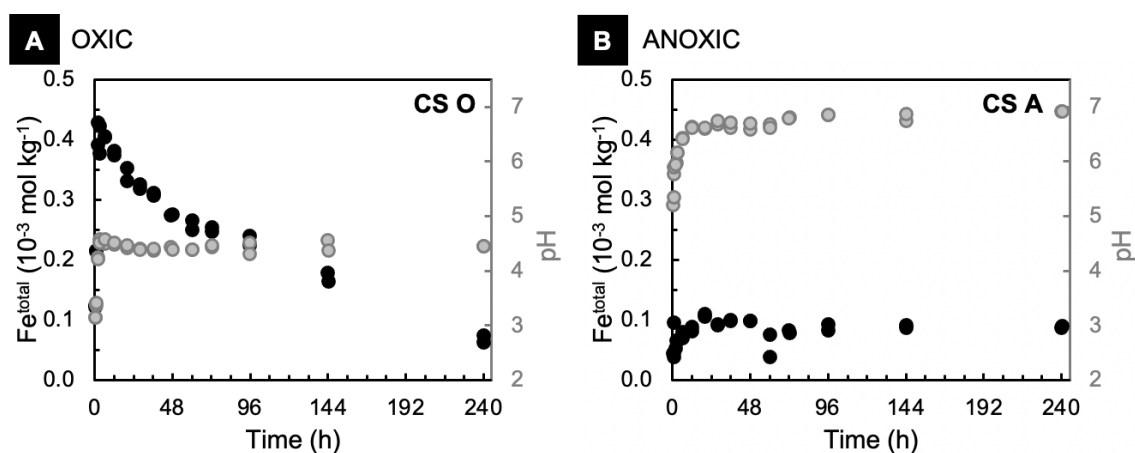 A OXIC
Fe^total (10^-3 mol kg^-1)
0.5
0.4
0.3
0.2
0.1
0.0
CS O
7
6
5
4
3
2
pH
0 48 96 144 192 240
Time (h)
B ANOXIC
Fe^total (10^-3 mol kg^-1)
0.5
0.4
0.3
0.2
0.1
0.0
CS A
7
6
5
4
3
2
pH
0 48 96 144 192 240
Time (h)